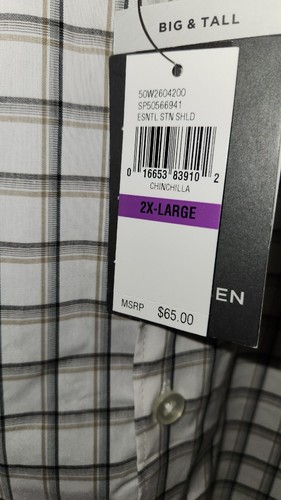 BIG & TALL
50W2604200
SP50566941
ESNTL STN SHLD
0 16653 83910 2
CHINCHILLA
2X-LARGE
EN
MSRP $65.00